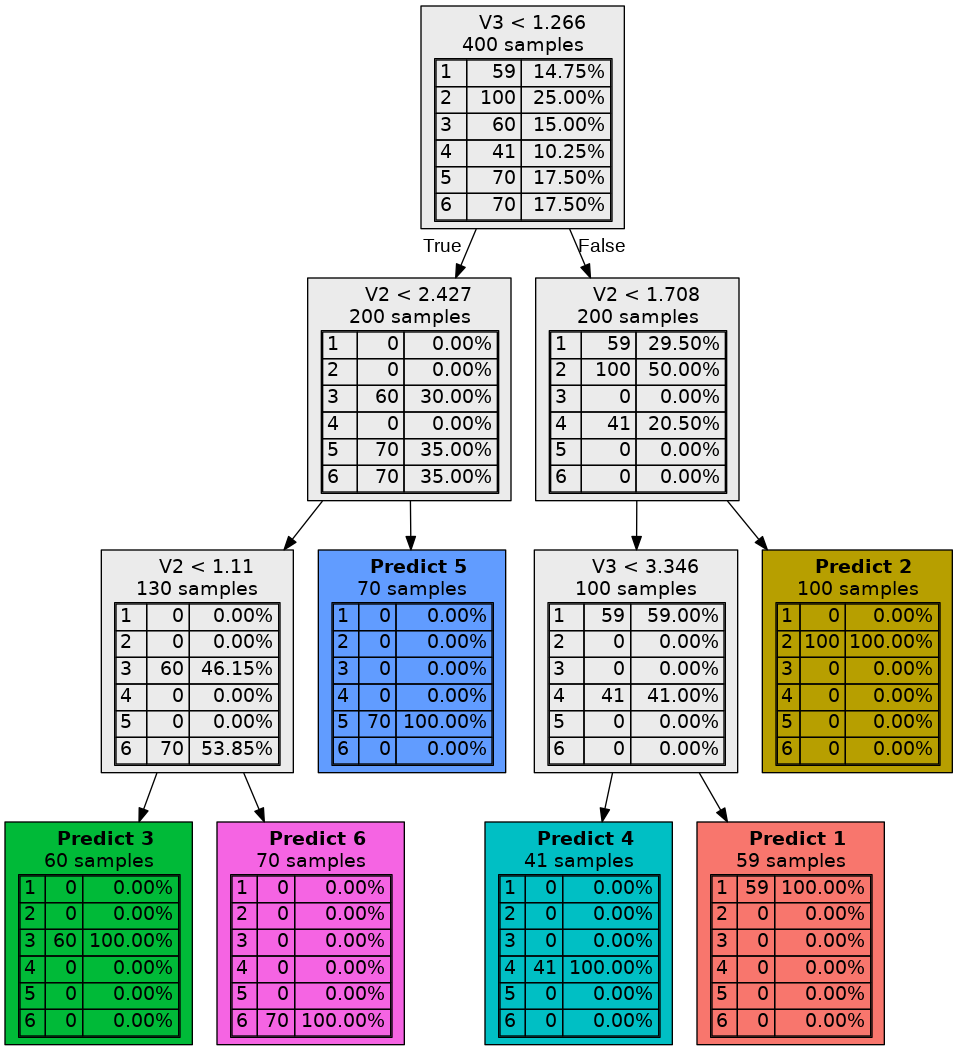 V3 < 1.266
400 samples
1 59 14.75%
2 100 25.00%
3 60 15.00%
4 41 10.25%
5 70 17.50%
6 70 17.50%
True
False
V2 < 2.427
200 samples
1 0 0.00%
2 0 0.00%
3 60 30.00%
4 0 0.00%
5 70 35.00%
6 70 35.00%
V2 < 1.708
200 samples
1 59 29.50%
2 100 50.00%
3 0 0.00%
4 41 20.50%
5 0 0.00%
6 0 0.00%
V2 < 1.11
130 samples
1 0 0.00%
2 0 0.00%
3 60 46.15%
4 0 0.00%
5 0 0.00%
6 70 53.85%
Predict 5
70 samples
1 0 0.00%
2 0 0.00%
3 0 0.00%
4 0 0.00%
5 70 100.00%
6 0 0.00%
V3 < 3.346
100 samples
1 59 59.00%
2 0 0.00%
3 0 0.00%
4 41 41.00%
5 0 0.00%
6 0 0.00%
Predict 2
100 samples
1 0 0.00%
2 100 100.00%
3 0 0.00%
4 0 0.00%
5 0 0.00%
6 0 0.00%
Predict 3
60 samples
1 0 0.00%
2 0 0.00%
3 60 100.00%
4 0 0.00%
5 0 0.00%
6 0 0.00%
Predict 6
70 samples
1 0 0.00%
2 0 0.00%
3 0 0.00%
4 0 0.00%
5 0 0.00%
6 70 100.00%
Predict 4
41 samples
1 0 0.00%
2 0 0.00%
3 0 0.00%
4 41 100.00%
5 0 0.00%
6 0 0.00%
Predict 1
59 samples
1 59 100.00%
2 0 0.00%
3 0 0.00%
4 0 0.00%
5 0 0.00%
6 0 0.00%